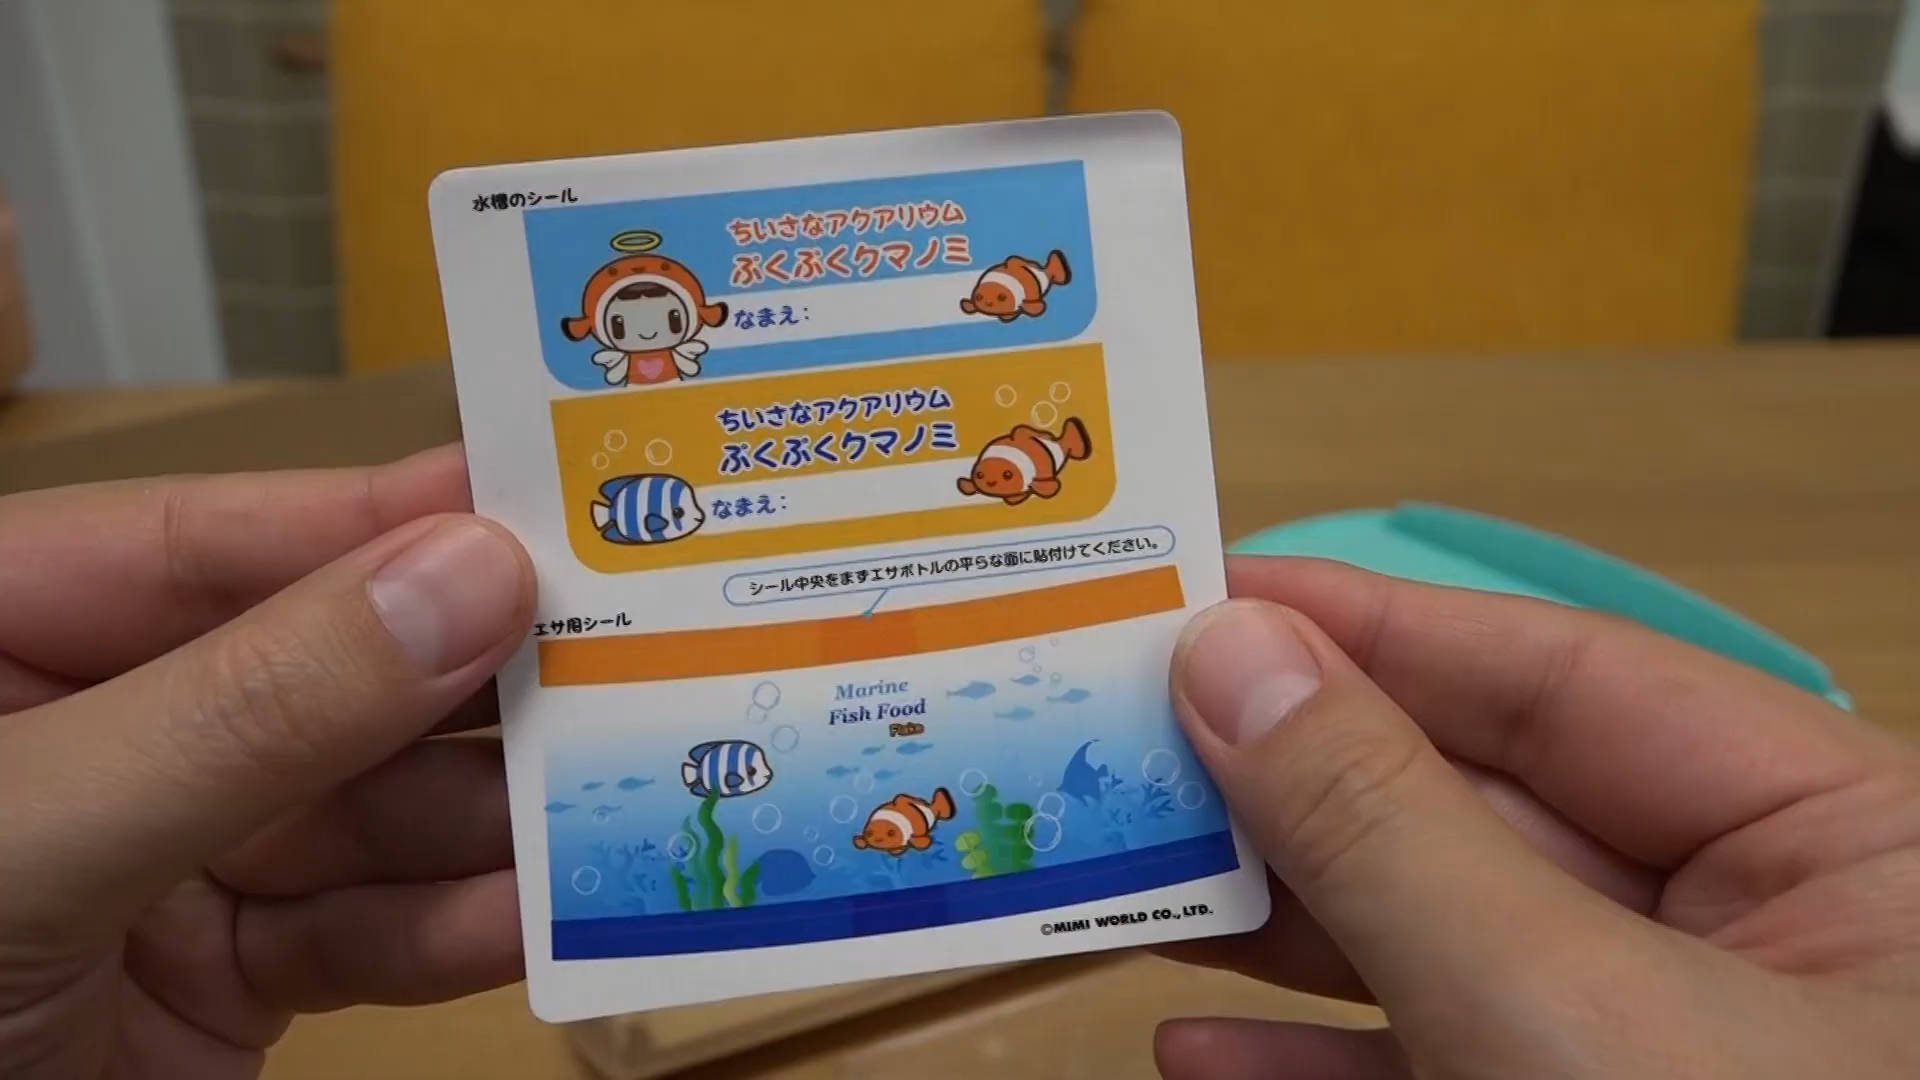 水槽のシール
ちいさなアクアリウム
ぷくぷくクマノミ
なまえ:
ちいさなアクアリウム
ぷくぷくクマノミ
なまえ:
シール中央をまずエサボトルの平らな面に貼付けてください。
エサ用シール
Marine
Fish Food
Flake
©MIMI WORLD CO., LTD.